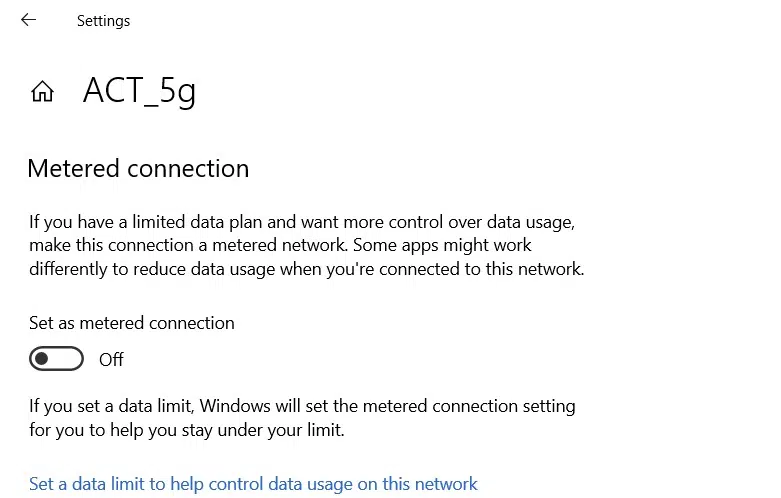 Settings
ACT_5g
Metered connection
If you have a limited data plan and want more control over data usage,
make this connection a metered network. Some apps might work
differently to reduce data usage when you're connected to this network.
Set as metered connection
Off
If you set a data limit, Windows will set the metered connection setting
for you to help you stay under your limit.
Set a data limit to help control data usage on this network